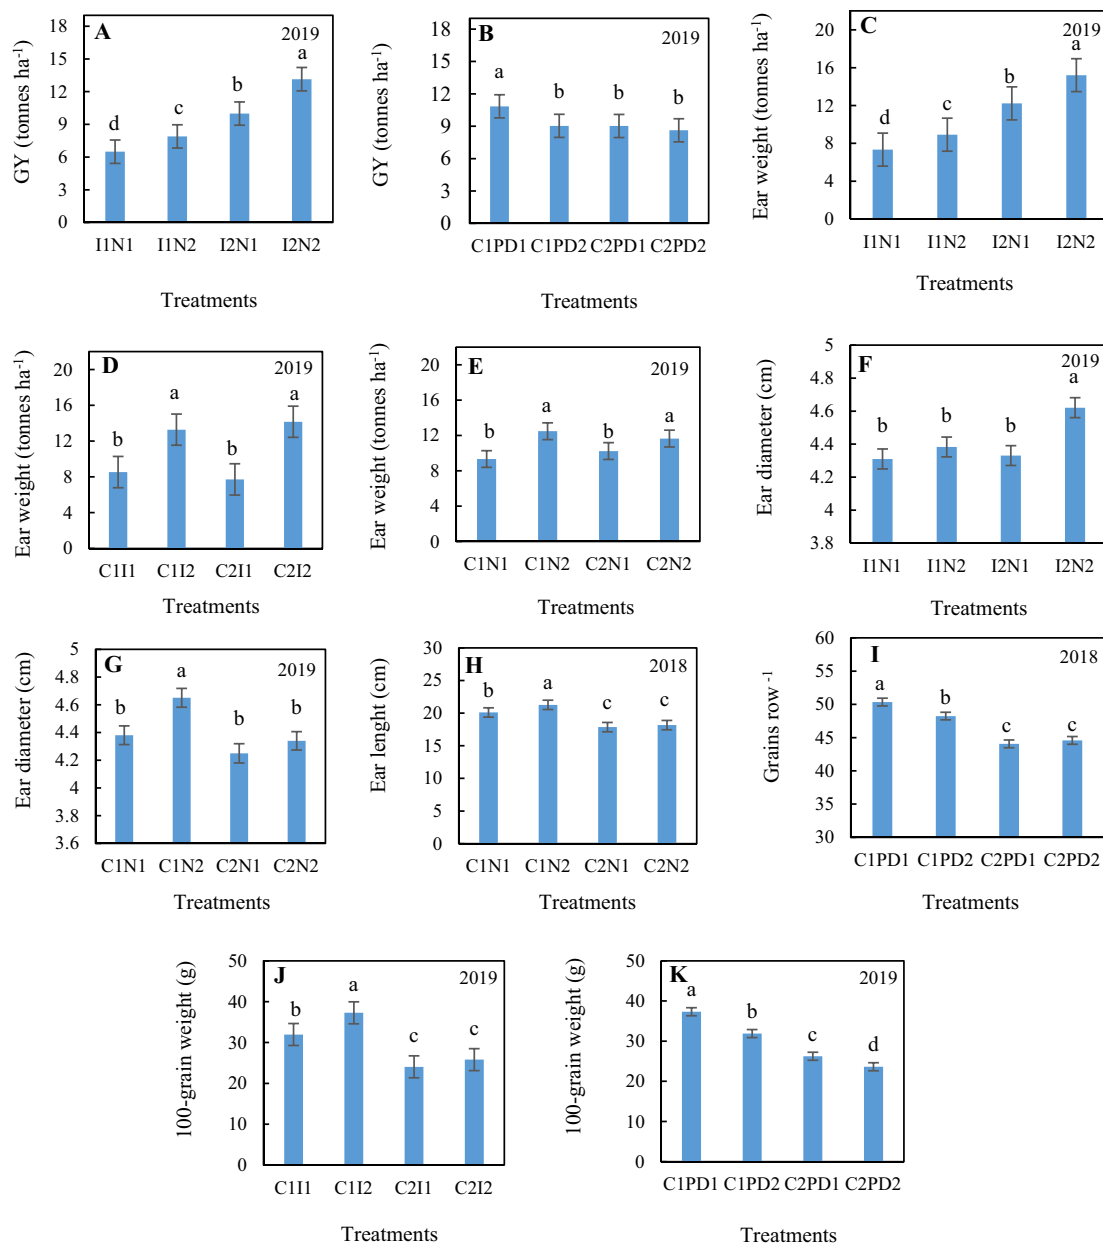 A
2019
GY (tonnes ha-1)
18
15
12
9
6
3
0
d
c
b
a
I1N1 I1N2 I2N1 I2N2
Treatments
B
2019
GY (tonnes ha-1)
18
15
12
9
6
3
0
a
b
b
b
C1PD1 C1PD2 C2PD1 C2PD2
Treatments
C
2019
Ear weight (tonnes ha-1)
20
16
12
8
4
0
d
c
b
a
I1N1 I1N2 I2N1 I2N2
Treatments
D
2019
Ear weight (tonnes ha-1)
20
16
12
8
4
0
b
a
b
a
C1I1 C1I2 C2I1 C2I2
Treatments
E
2019
Ear weight (tonnes ha-1)
20
16
12
8
4
0
b
a
b
a
C1N1 C1N2 C2N1 C2N2
Treatments
F
2019
Ear diameter (cm)
5
4.8
4.6
4.4
4.2
4
3.8
b
b
b
a
I1N1 I1N2 I2N1 I2N2
Treatments
G
2019
Ear diameter (cm)
5
4.8
4.6
4.4
4.2
4
3.8
3.6
b
a
b
b
C1N1 C1N2 C2N1 C2N2
Treatments
H
2018
Ear lenght (cm)
30
25
20
15
10
5
0
b
a
c
c
C1N1 C1N2 C2N1 C2N2
Treatments
I
2018
Grains row -1
60
55
50
45
40
35
30
a
b
c
c
C1PD1 C1PD2 C2PD1 C2PD2
Treatments
J
2019
100-grain weight (g)
50
40
30
20
10
0
b
a
c
c
C1I1 C1I2 C2I1 C2I2
Treatments
K
2019
100-grain weight (g)
50
40
30
20
10
0
a
b
c
d
C1PD1 C1PD2 C2PD1 C2PD2
Treatments